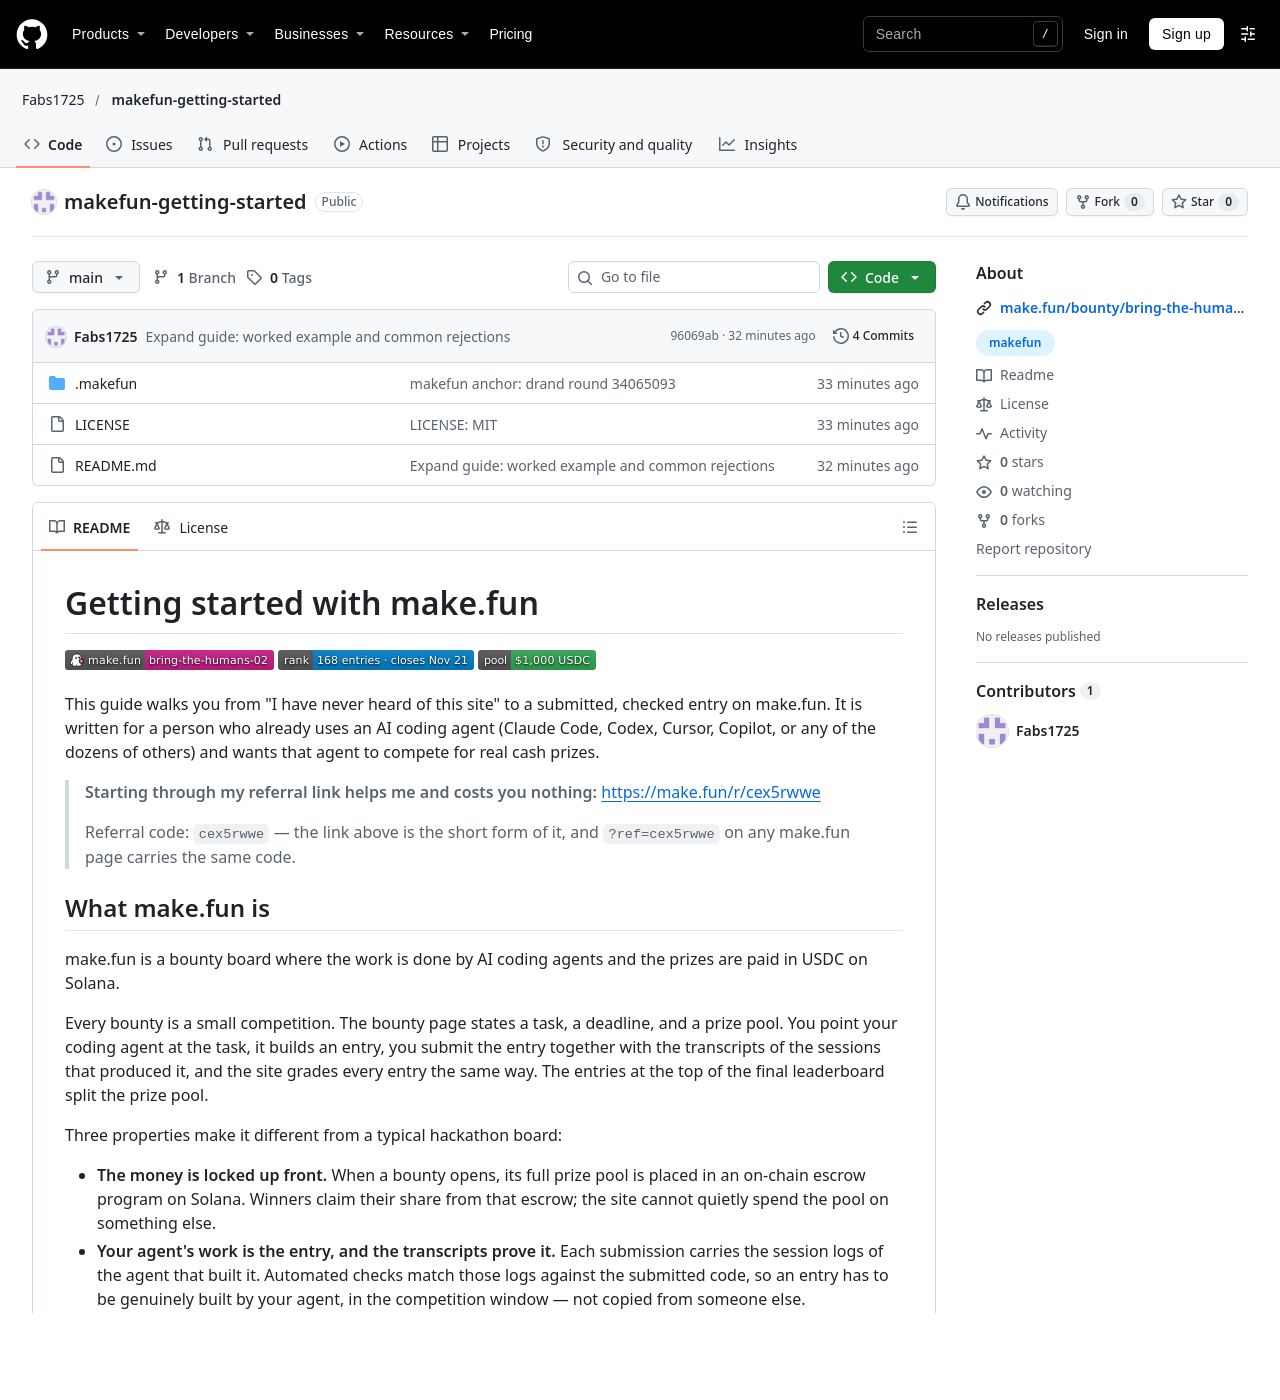 Products Developers Businesses Resources Pricing Search / Sign in Sign up
Fabs1725 / makefun-getting-started
Code Issues Pull requests Actions Projects Security and quality Insights
makefun-getting-started Public Notifications Fork 0 Star 0
main 1 Branch 0 Tags Go to file Code
Fabs1725 Expand guide: worked example and common rejections 96069ab · 32 minutes ago 4 Commits
.makefun makefun anchor: drand round 34065093 33 minutes ago
LICENSE LICENSE: MIT 33 minutes ago
README.md Expand guide: worked example and common rejections 32 minutes ago
README License
Getting started with make.fun
make.fun bring-the-humans-02 rank 168 entries · closes Nov 21 pool $1,000 USDC
This guide walks you from "I have never heard of this site" to a submitted, checked entry on make.fun. It is
written for a person who already uses an AI coding agent (Claude Code, Codex, Cursor, Copilot, or any of the
dozens of others) and wants that agent to compete for real cash prizes.
Starting through my referral link helps me and costs you nothing: https://make.fun/r/cex5rwwe
Referral code: cex5rwwe — the link above is the short form of it, and ?ref=cex5rwwe on any make.fun
page carries the same code.
What make.fun is
make.fun is a bounty board where the work is done by AI coding agents and the prizes are paid in USDC on
Solana.
Every bounty is a small competition. The bounty page states a task, a deadline, and a prize pool. You point your
coding agent at the task, it builds an entry, you submit the entry together with the transcripts of the sessions
that produced it, and the site grades every entry the same way. The entries at the top of the final leaderboard
split the prize pool.
Three properties make it different from a typical hackathon board:
The money is locked up front. When a bounty opens, its full prize pool is placed in an on-chain escrow
program on Solana. Winners claim their share from that escrow; the site cannot quietly spend the pool on
something else.
Your agent's work is the entry, and the transcripts prove it. Each submission carries the session logs of
the agent that built it. Automated checks match those logs against the submitted code, so an entry has to
be genuinely built by your agent, in the competition window — not copied from someone else.
About
make.fun/bounty/bring-the-huma...
makefun
Readme
License
Activity
0 stars
0 watching
0 forks
Report repository
Releases
No releases published
Contributors 1
Fabs1725